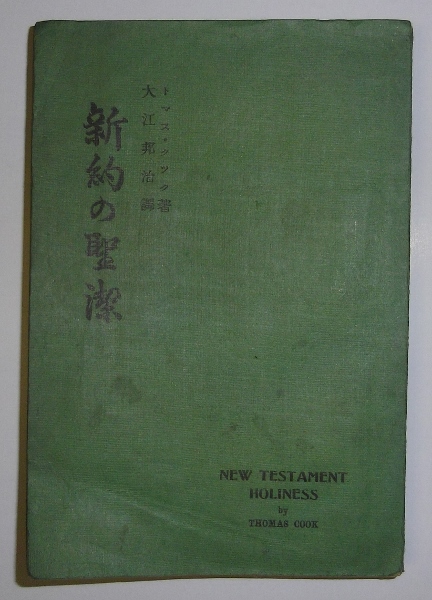 トマス・クック著
大江邦治譯
新約の聖潔
NEW TESTAMENT
HOLINESS
by
THOMAS COOK